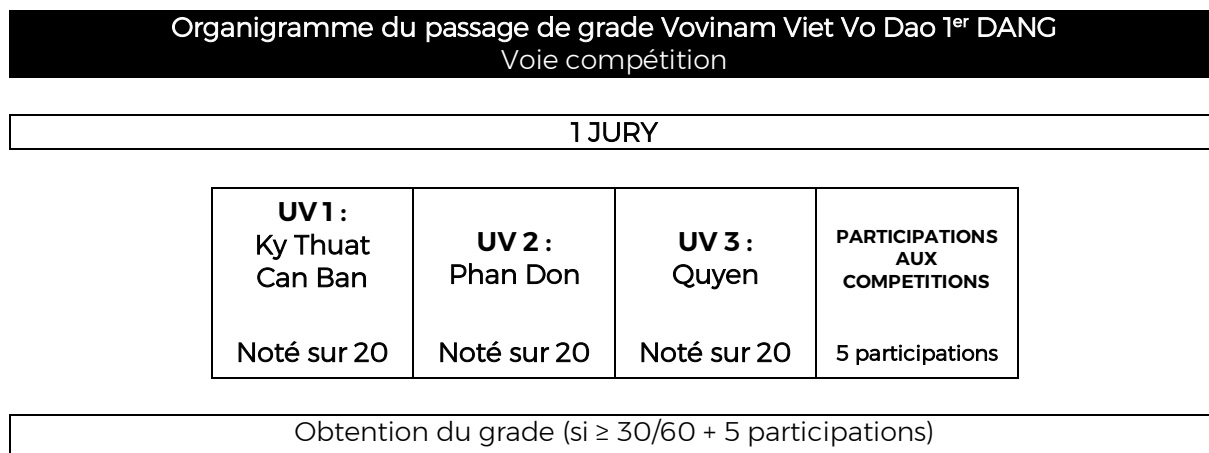 Organigramme du passage de grade Vovinam Viet Vo Dao 1er DANG
Voie compétition
1 JURY
UV 1 :
Ky Thuat
Can Ban
Noté sur 20
UV 2 :
Phan Don
Noté sur 20
UV 3 :
Quyen
Noté sur 20
PARTICIPATIONS
AUX
COMPETITIONS
5 participations
Obtention du grade (si ≥ 30/60 + 5 participations)